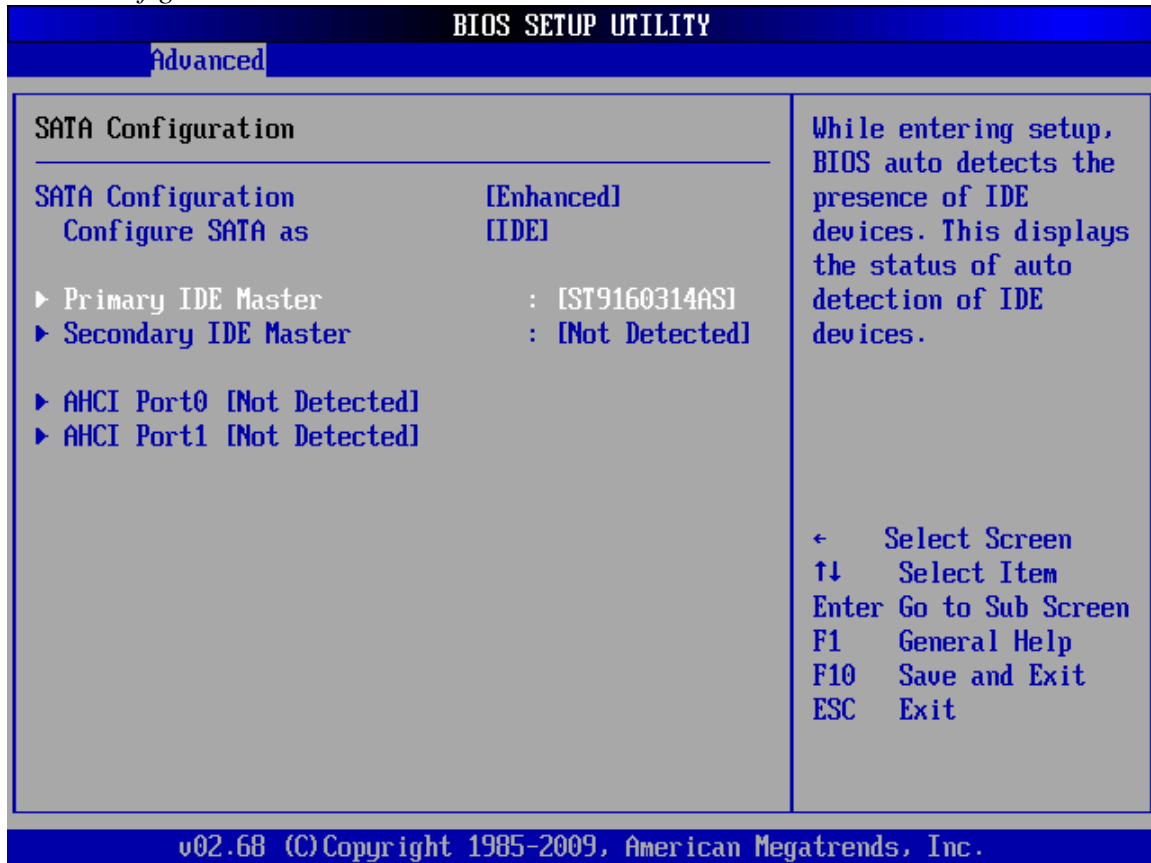 BIOS SETUP UTILITY
Advanced
SATA Configuration
SATA Configuration [Enhanced]
Configure SATA as [IDE]
▶ Primary IDE Master : [ST9160314AS]
▶ Secondary IDE Master : [Not Detected]
▶ AHCI Port0 [Not Detected]
▶ AHCI Port1 [Not Detected]
While entering setup,
BIOS auto detects the
presence of IDE
devices. This displays
the status of auto
detection of IDE
devices.
← Select Screen
↑↓ Select Item
Enter Go to Sub Screen
F1 General Help
F10 Save and Exit
ESC Exit
v02.68 (C)Copyright 1985-2009, American Megatrends, Inc.